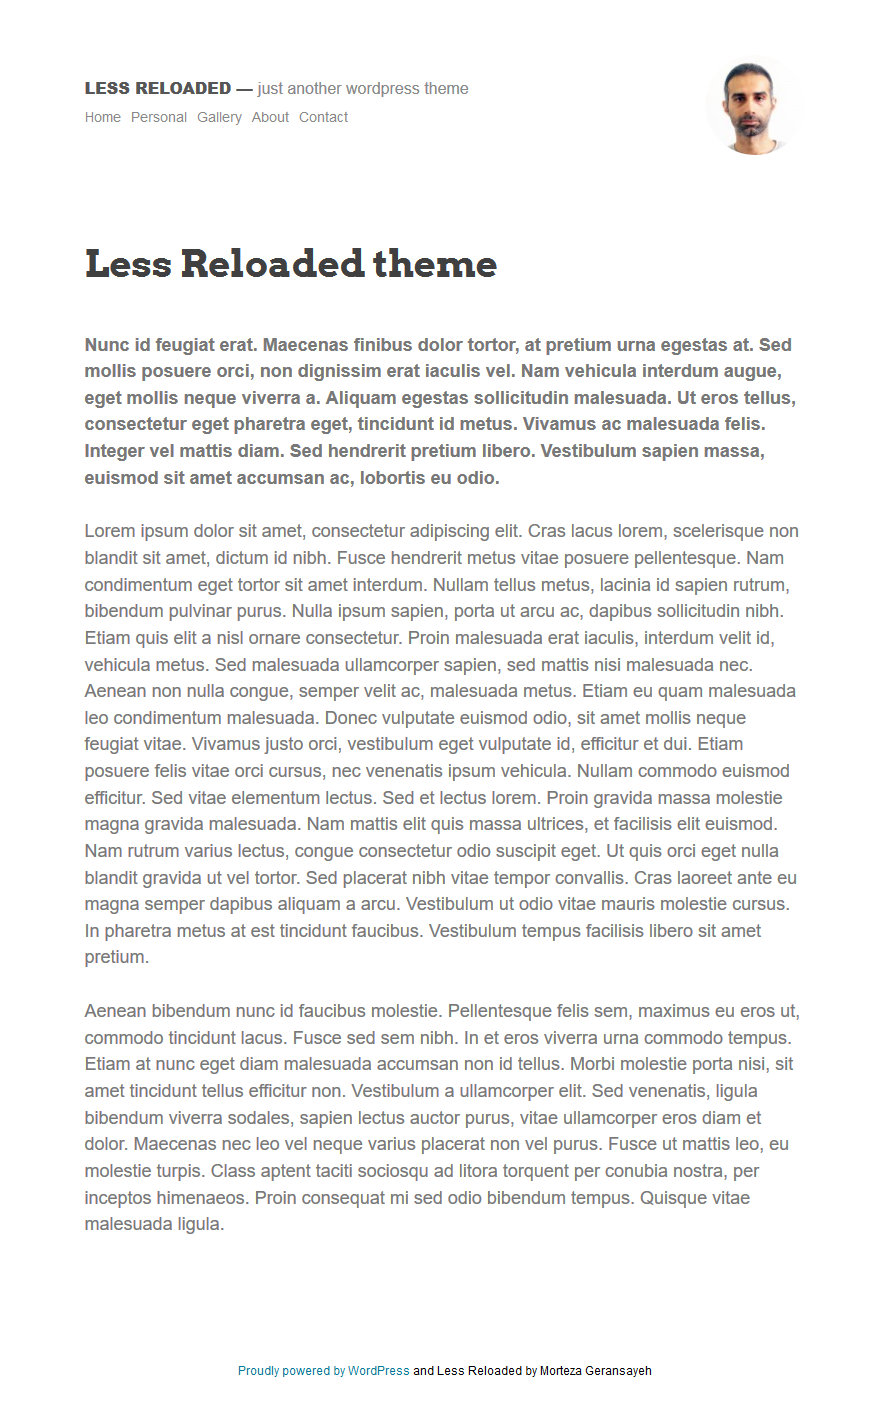 LESS RELOADED — just another wordpress theme
Home Personal Gallery About Contact
Less Reloaded theme
Nunc id feugiat erat. Maecenas finibus dolor tortor, at pretium urna egestas at. Sed
mollis posuere orci, non dignissim erat iaculis vel. Nam vehicula interdum augue,
eget mollis neque viverra a. Aliquam egestas sollicitudin malesuada. Ut eros tellus,
consectetur eget pharetra eget, tincidunt id metus. Vivamus ac malesuada felis.
Integer vel mattis diam. Sed hendrerit pretium libero. Vestibulum sapien massa,
euismod sit amet accumsan ac, lobortis eu odio.
Lorem ipsum dolor sit amet, consectetur adipiscing elit. Cras lacus lorem, scelerisque non
blandit sit amet, dictum id nibh. Fusce hendrerit metus vitae posuere pellentesque. Nam
condimentum eget tortor sit amet interdum. Nullam tellus metus, lacinia id sapien rutrum,
bibendum pulvinar purus. Nulla ipsum sapien, porta ut arcu ac, dapibus sollicitudin nibh.
Etiam quis elit a nisl ornare consectetur. Proin malesuada erat iaculis, interdum velit id,
vehicula metus. Sed malesuada ullamcorper sapien, sed mattis nisi malesuada nec.
Aenean non nulla congue, semper velit ac, malesuada metus. Etiam eu quam malesuada
leo condimentum malesuada. Donec vulputate euismod odio, sit amet mollis neque
feugiat vitae. Vivamus justo orci, vestibulum eget vulputate id, efficitur et dui. Etiam
posuere felis vitae orci cursus, nec venenatis ipsum vehicula. Nullam commodo euismod
efficitur. Sed vitae elementum lectus. Sed et lectus lorem. Proin gravida massa molestie
magna gravida malesuada. Nam mattis elit quis massa ultrices, et facilisis elit euismod.
Nam rutrum varius lectus, congue consectetur odio suscipit eget. Ut quis orci eget nulla
blandit gravida ut vel tortor. Sed placerat nibh vitae tempor convallis. Cras laoreet ante eu
magna semper dapibus aliquam a arcu. Vestibulum ut odio vitae mauris molestie cursus.
In pharetra metus at est tincidunt faucibus. Vestibulum tempus facilisis libero sit amet
pretium.
Aenean bibendum nunc id faucibus molestie. Pellentesque felis sem, maximus eu eros ut,
commodo tincidunt lacus. Fusce sed sem nibh. In et eros viverra urna commodo tempus.
Etiam at nunc eget diam malesuada accumsan non id tellus. Morbi molestie porta nisi, sit
amet tincidunt tellus efficitur non. Vestibulum a ullamcorper elit. Sed venenatis, ligula
bibendum viverra sodales, sapien lectus auctor purus, vitae ullamcorper eros diam et
dolor. Maecenas nec leo vel neque varius placerat non vel purus. Fusce ut mattis leo, eu
molestie turpis. Class aptent taciti sociosqu ad litora torquent per conubia nostra, per
inceptos himenaeos. Proin consequat mi sed odio bibendum tempus. Quisque vitae
malesuada ligula.
Proudly powered by WordPress and Less Reloaded by Morteza Geransayeh